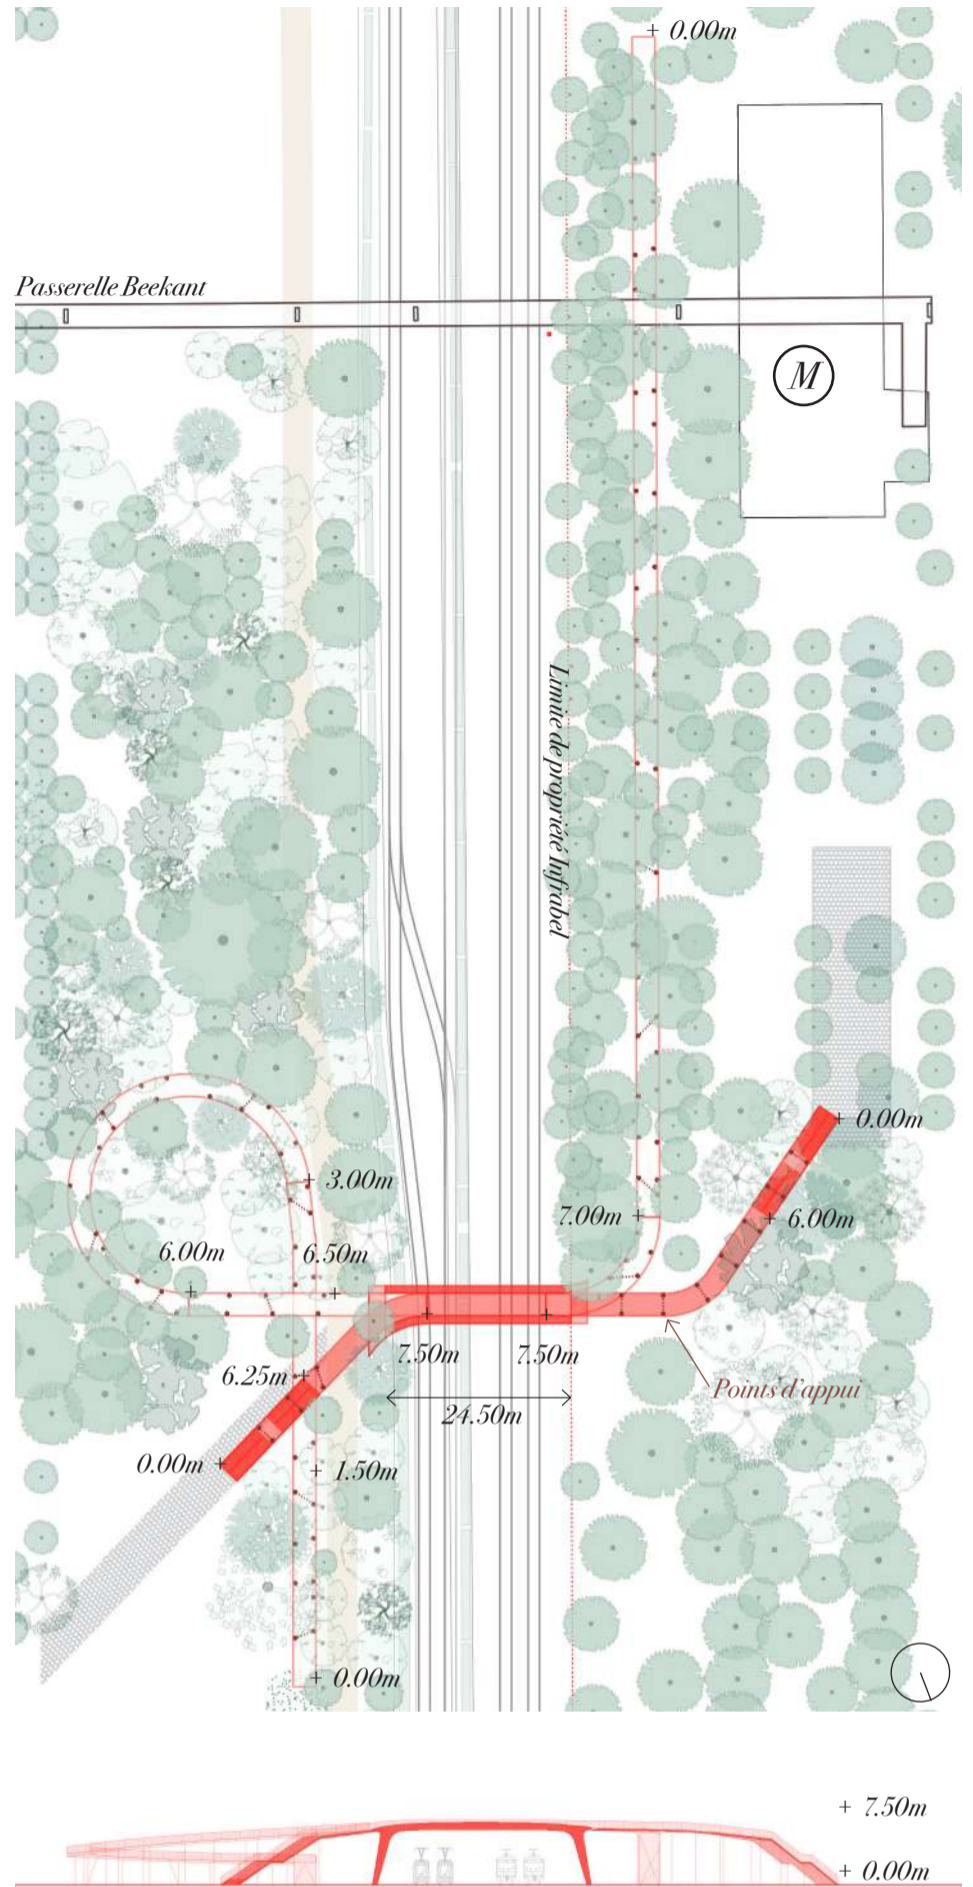 + 0.00m
Passerelle Beekant
M
Limite de propriété Infrabel
+ 0.00m
+ 3.00m
7.00m +
+ 6.00m
6.00m
+
6.50m
+
+
7.50m
+
7.50m
6.25m +
Points d'appui
24.50m
0.00m +
+ 1.50m
+ 0.00m
+ 7.50m
+ 0.00m